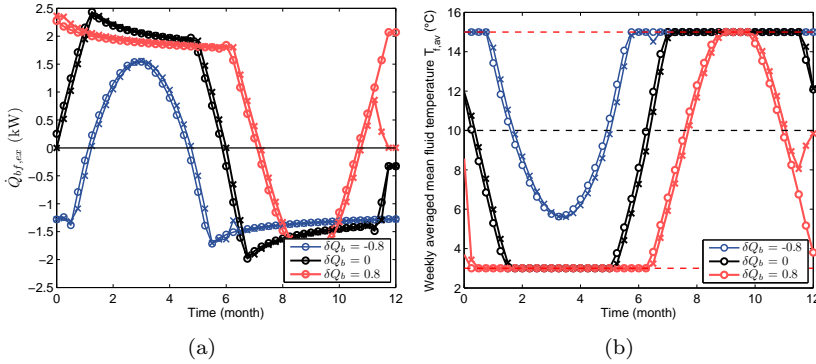 2.5
2
1.5
1
0.5
0
−0.5
−1
−1.5
−2
−2.5
Q̇bf,ex (kW)
0 2 4 6 8 10 12
Time (month)
δQb = -0.8
δQb = 0
δQb = 0.8
(a)
16
14
12
10
8
6
4
2
Weekly averaged mean fluid temperature T̄f,av (°C)
0 2 4 6 8 10 12
Time (month)
δQb = -0.8
δQb = 0
δQb = 0.8
(b)